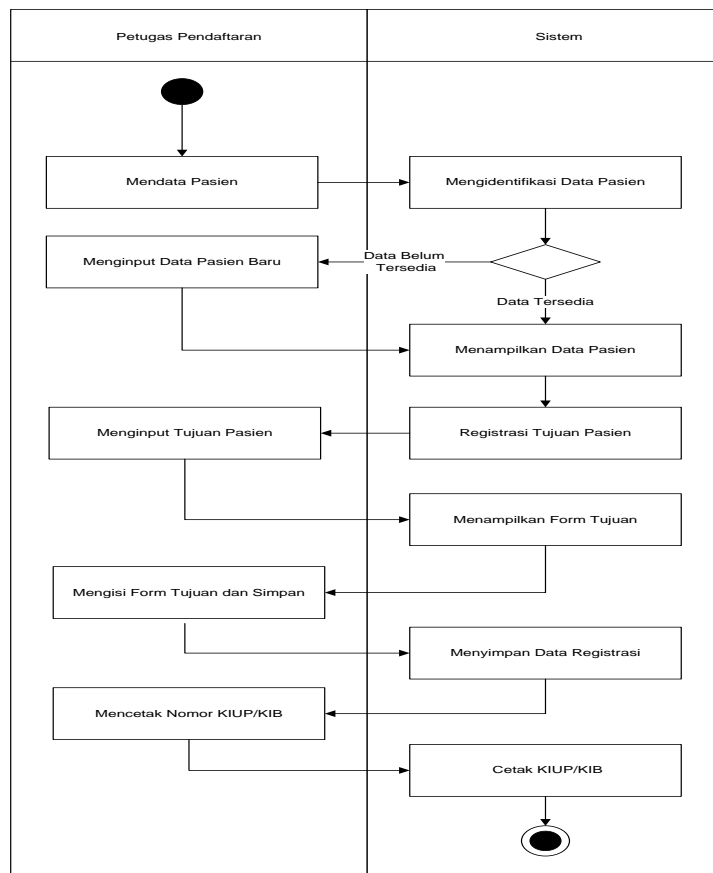 Petugas Pendaftaran
Sistem
Mendata Pasien
Mengidentifikasi Data Pasien
Menginput Data Pasien Baru
Data Belum
Tersedia
Data Tersedia
Menampilkan Data Pasien
Menginput Tujuan Pasien
Registrasi Tujuan Pasien
Menampilkan Form Tujuan
Mengisi Form Tujuan dan Simpan
Menyimpan Data Registrasi
Mencetak Nomor KIUP/KIB
Cetak KIUP/KIB